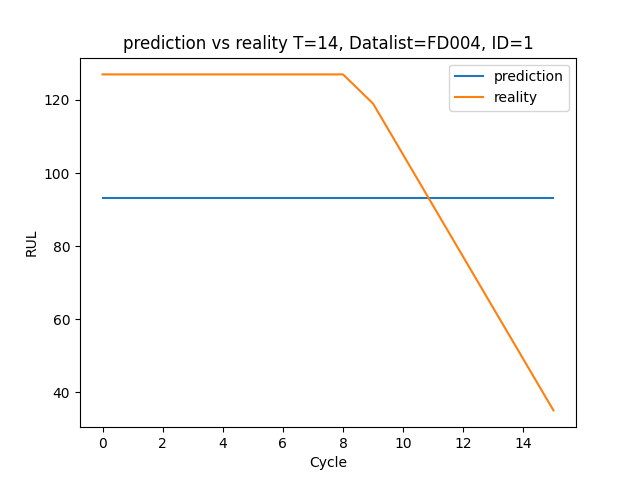 prediction vs reality T=14, Datalist=FD004, ID=1
prediction
reality
120
100
80
60
40
RUL
0 2 4 6 8 10 12 14
Cycle